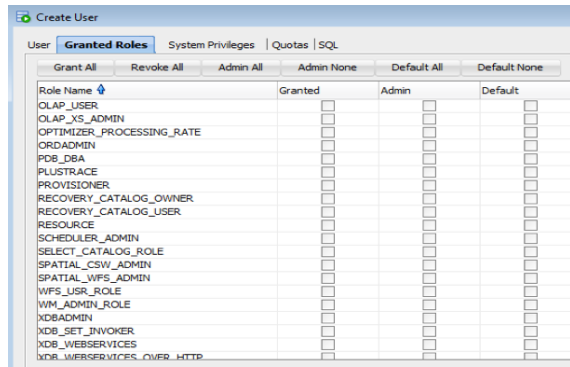 Create User
User Granted Roles System Privileges Quotas SQL
Grant All Revoke All Admin All Admin None Default All Default None
Role Name Granted Admin Default
OLAP_USER
OLAP_XS_ADMIN
OPTIMIZER_PROCESSING_RATE
ORDADMIN
PDB_DBA
PLUSTRACE
PROVISIONER
RECOVERY_CATALOG_OWNER
RECOVERY_CATALOG_USER
RESOURCE
SCHEDULER_ADMIN
SELECT_CATALOG_ROLE
SPATIAL_CSW_ADMIN
SPATIAL_WFS_ADMIN
WFS_USR_ROLE
WM_ADMIN_ROLE
XDBADMIN
XDB_SET_INVOKER
XDB_WEBSERVICES
XDB_WEBSERVICES_OVER_HTTP